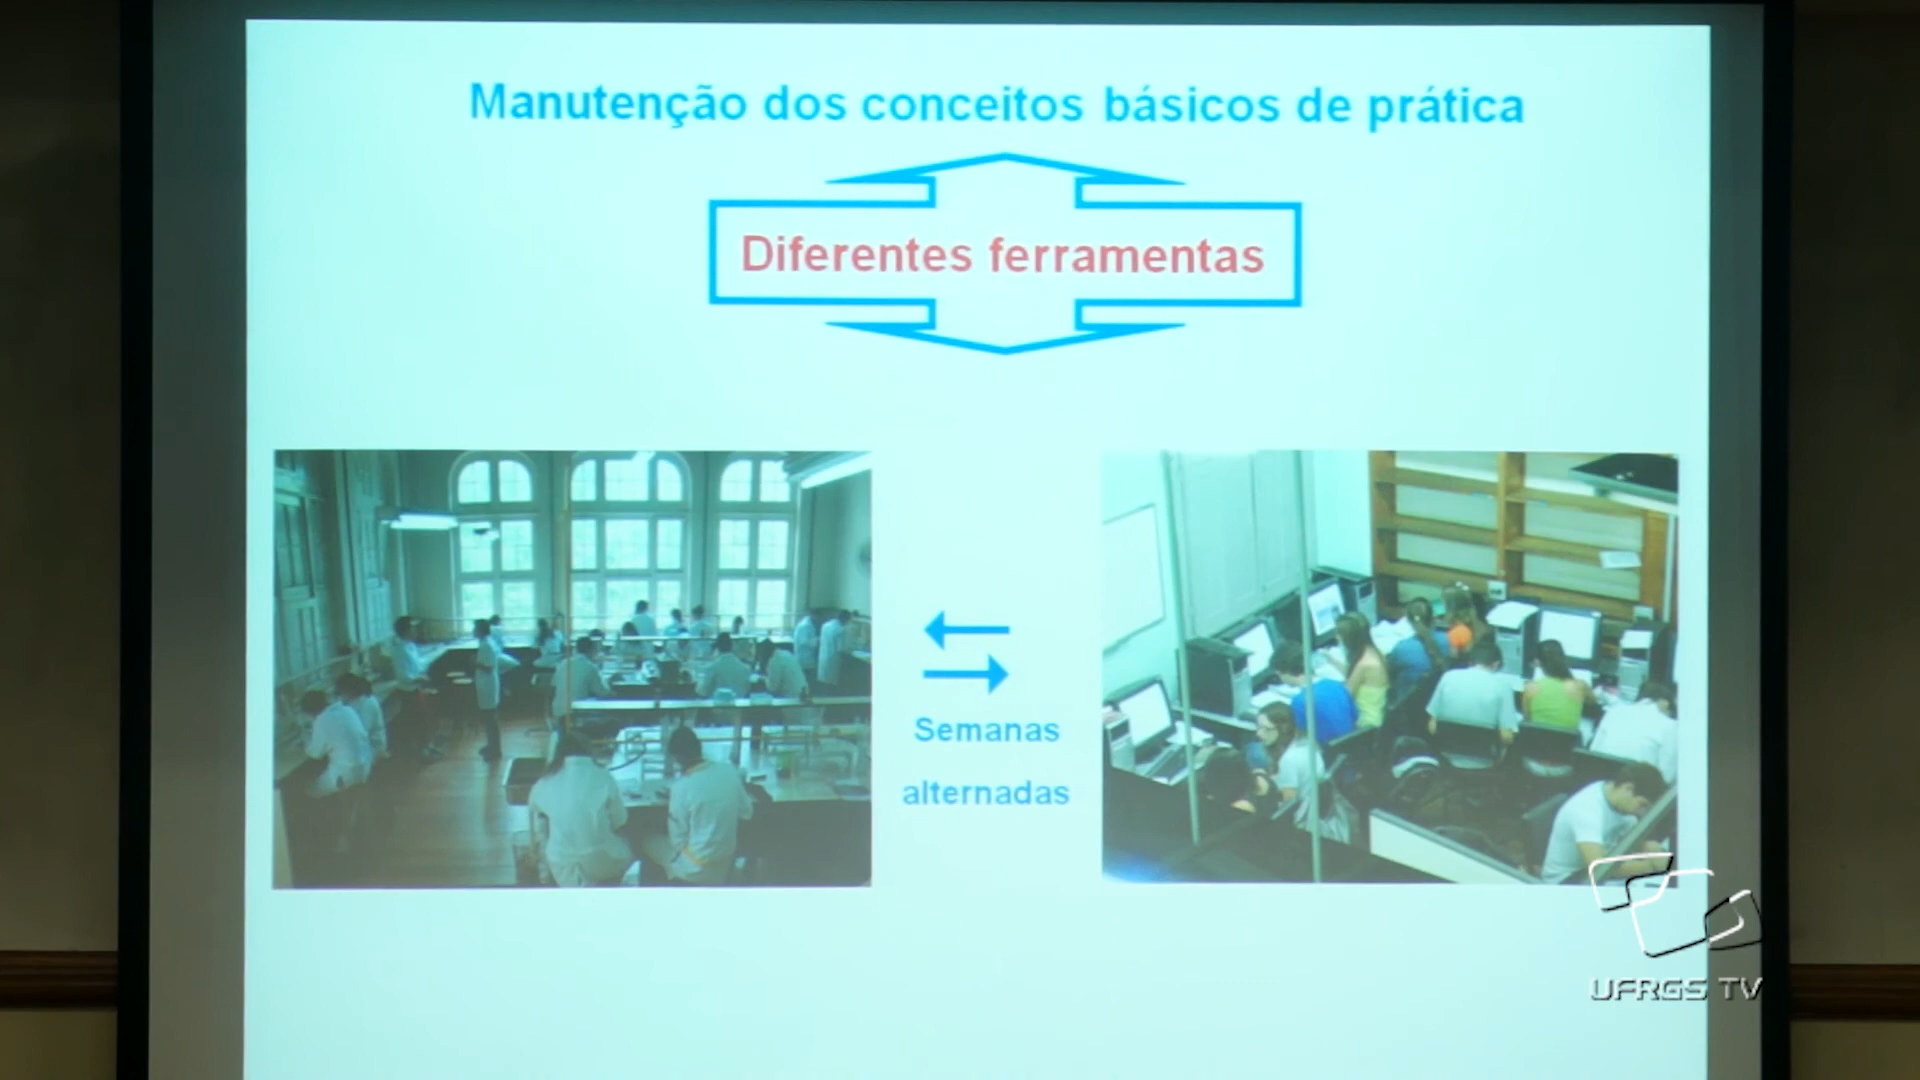 Manutenção dos conceitos básicos de prática
Diferentes ferramentas
Semanas
alternadas
UFRGS TV